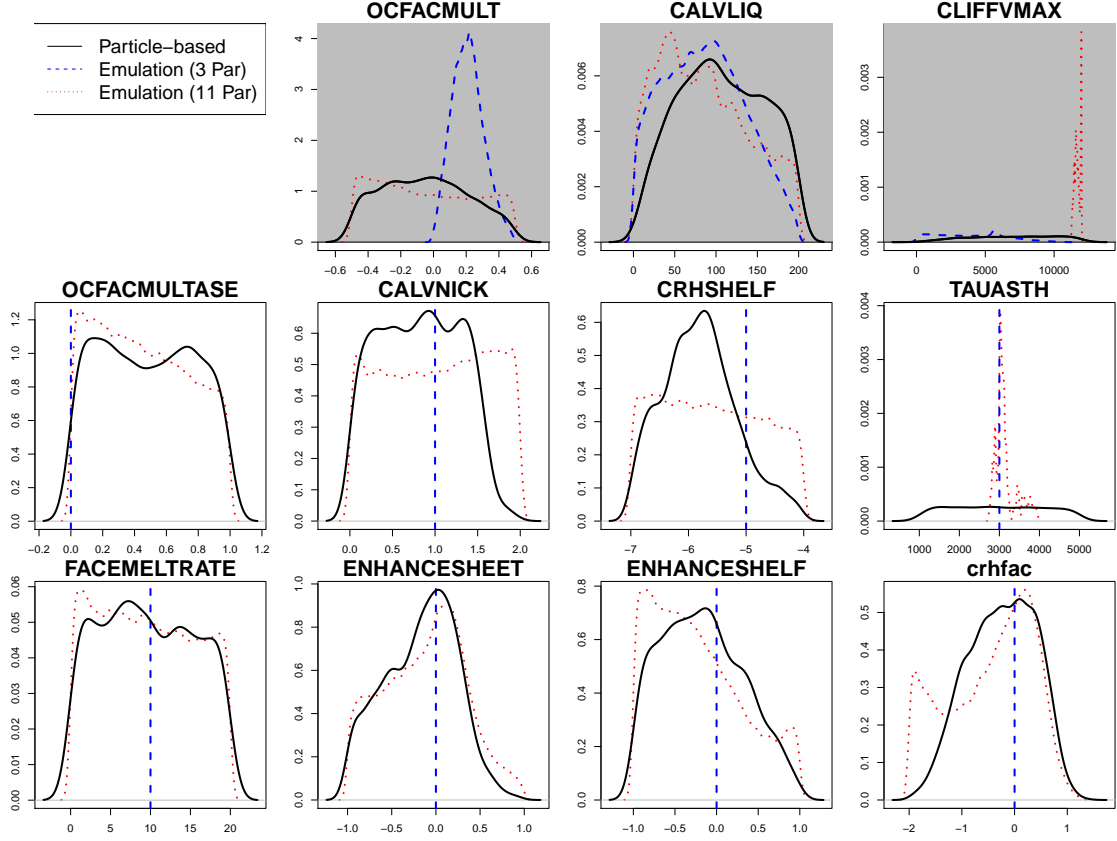 Particle−based
Emulation (3 Par)
Emulation (11 Par)
OCFACMULT
0 1 2 3 4
−0.6 −0.2 0.0 0.2 0.4 0.6
CALVLIQ
0.000 0.002 0.004 0.006
0 50 100 150 200
CLIFFVMAX
0.000 0.001 0.002 0.003
0 5000 10000
OCFACMULTASE
0.0 0.2 0.4 0.6 0.8 1.0 1.2
−0.2 0.0 0.2 0.4 0.6 0.8 1.0 1.2
CALVNICK
0.0 0.1 0.2 0.3 0.4 0.5 0.6
0.0 0.5 1.0 1.5 2.0
CRHSHELF
0.0 0.1 0.2 0.3 0.4 0.5 0.6
−7 −6 −5 −4
TAUASTH
0.000 0.001 0.002 0.003 0.004
1000 2000 3000 4000 5000
FACEMELTRATE
0.00 0.01 0.02 0.03 0.04 0.05 0.06
0 5 10 15 20
ENHANCESHEET
0.0 0.2 0.4 0.6 0.8 1.0
−1.0 −0.5 0.0 0.5 1.0
ENHANCESHELF
0.0 0.2 0.4 0.6 0.8
−1.0 −0.5 0.0 0.5 1.0
crhfac
0.0 0.1 0.2 0.3 0.4 0.5
−2 −1 0 1